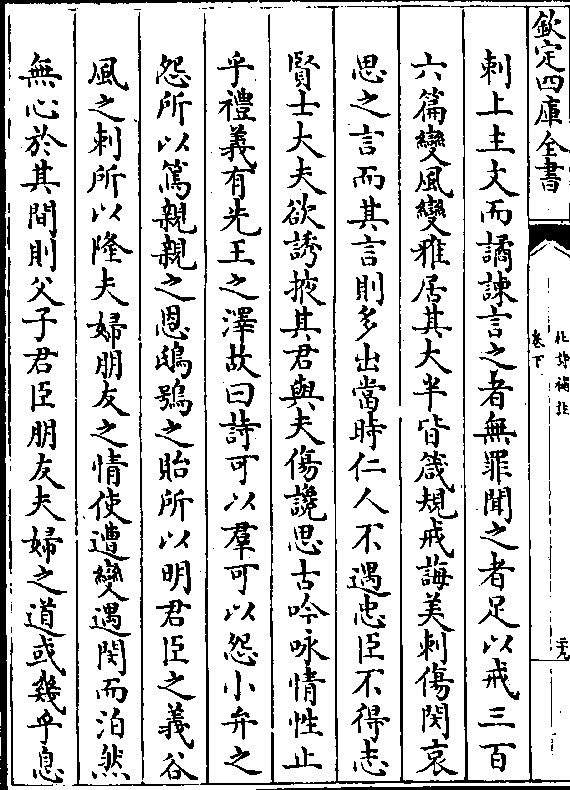 欽定四庫全書
杜詩補註
卷下
刺上主文而譎諫言之者無罪聞之者足以戒三百
六篇變風變雅居其大半皆箴規戒誨美刺傷閔哀
思之言而其言則多出當時仁人不遇忠臣不得志
賢士大夫欲誘掖其君與夫傷讒思古吟咏情性止
乎禮義有先王之澤故曰詩可以羣可以怨小弁之
怨所以篤親親之恩鴟鴞之貽所以明君臣之義谷
風之刺所以隆夫婦朋友之情使遭變遇閔而泊然
無心於其間則父子君臣朋友夫婦之道或幾乎息